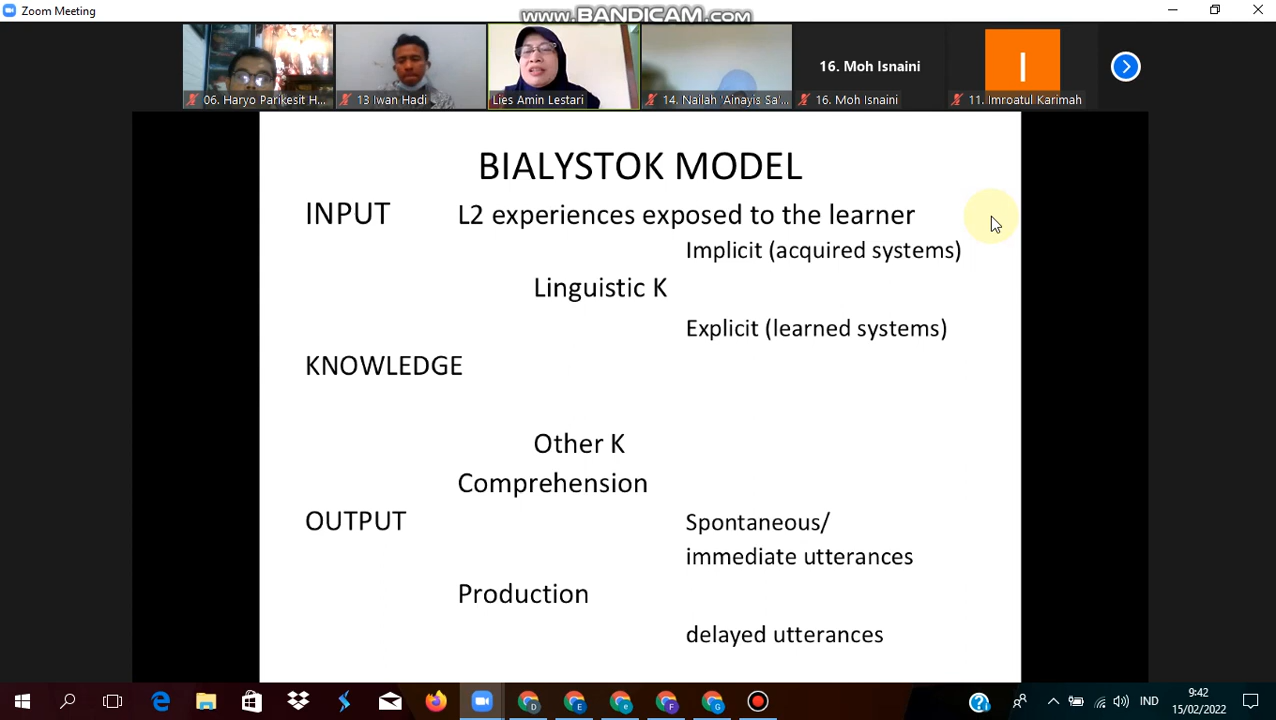 Zoom Meeting
www.BANDICAM.com
16. Moh Isnaini
I
06. Haryo Parikesit H...
13 Iwan Hadi
Lies Amin Lestari
14. Nailah 'Ainayis Sa'...
16. Moh Isnaini
11. Imroatul Karimah
BIALYSTOK MODEL
INPUT L2 experiences exposed to the learner
Implicit (acquired systems)
Linguistic K
Explicit (learned systems)
KNOWLEDGE
Other K
Comprehension
OUTPUT Spontaneous/
immediate utterances
Production
delayed utterances
D E e F G
IND
9:42
15/02/2022